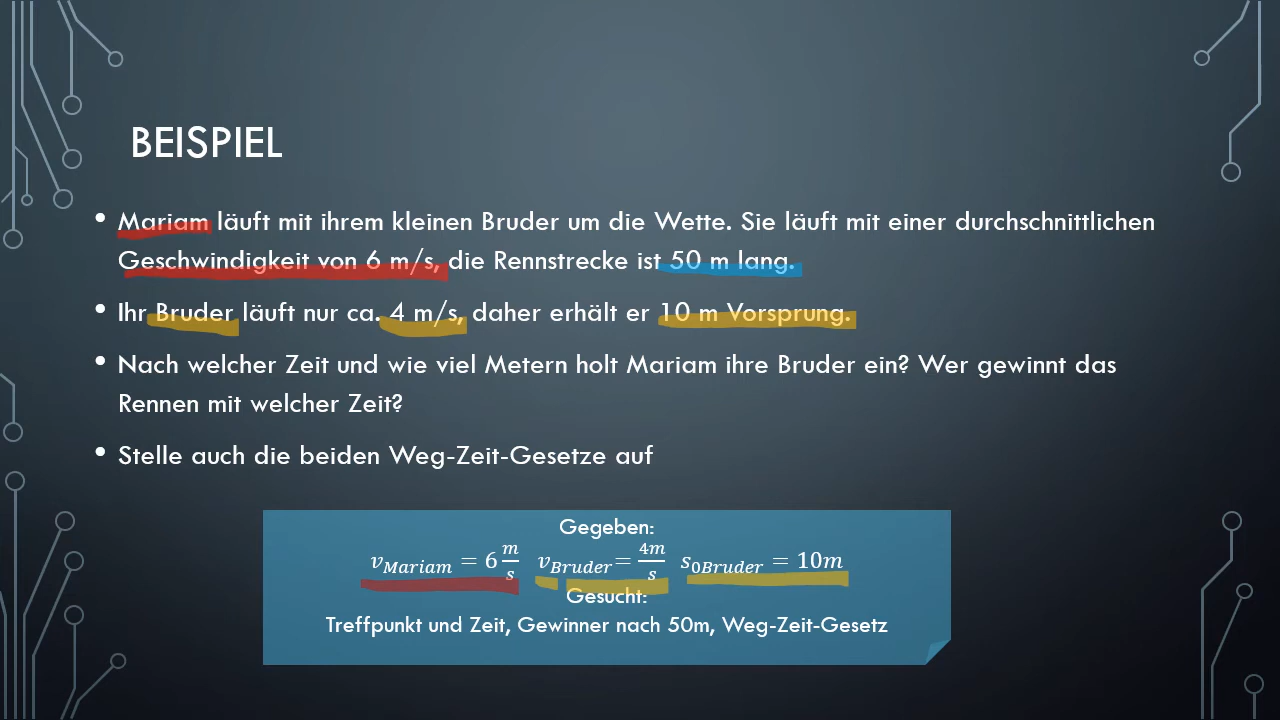 BEISPIEL
• Mariam läuft mit ihrem kleinen Bruder um die Wette. Sie läuft mit einer durchschnittlichen
Geschwindigkeit von 6 m/s, die Rennstrecke ist 50 m lang.
• Ihr Bruder läuft nur ca. 4 m/s, daher erhält er 10 m Vorsprung.
• Nach welcher Zeit und wie viel Metern holt Mariam ihre Bruder ein? Wer gewinnt das
Rennen mit welcher Zeit?
• Stelle auch die beiden Weg-Zeit-Gesetze auf
Gegeben:
v_Mariam = 6 m/s v_Bruder = 4m/s s_0Bruder = 10m
Gesucht:
Treffpunkt und Zeit, Gewinner nach 50m, Weg-Zeit-Gesetz